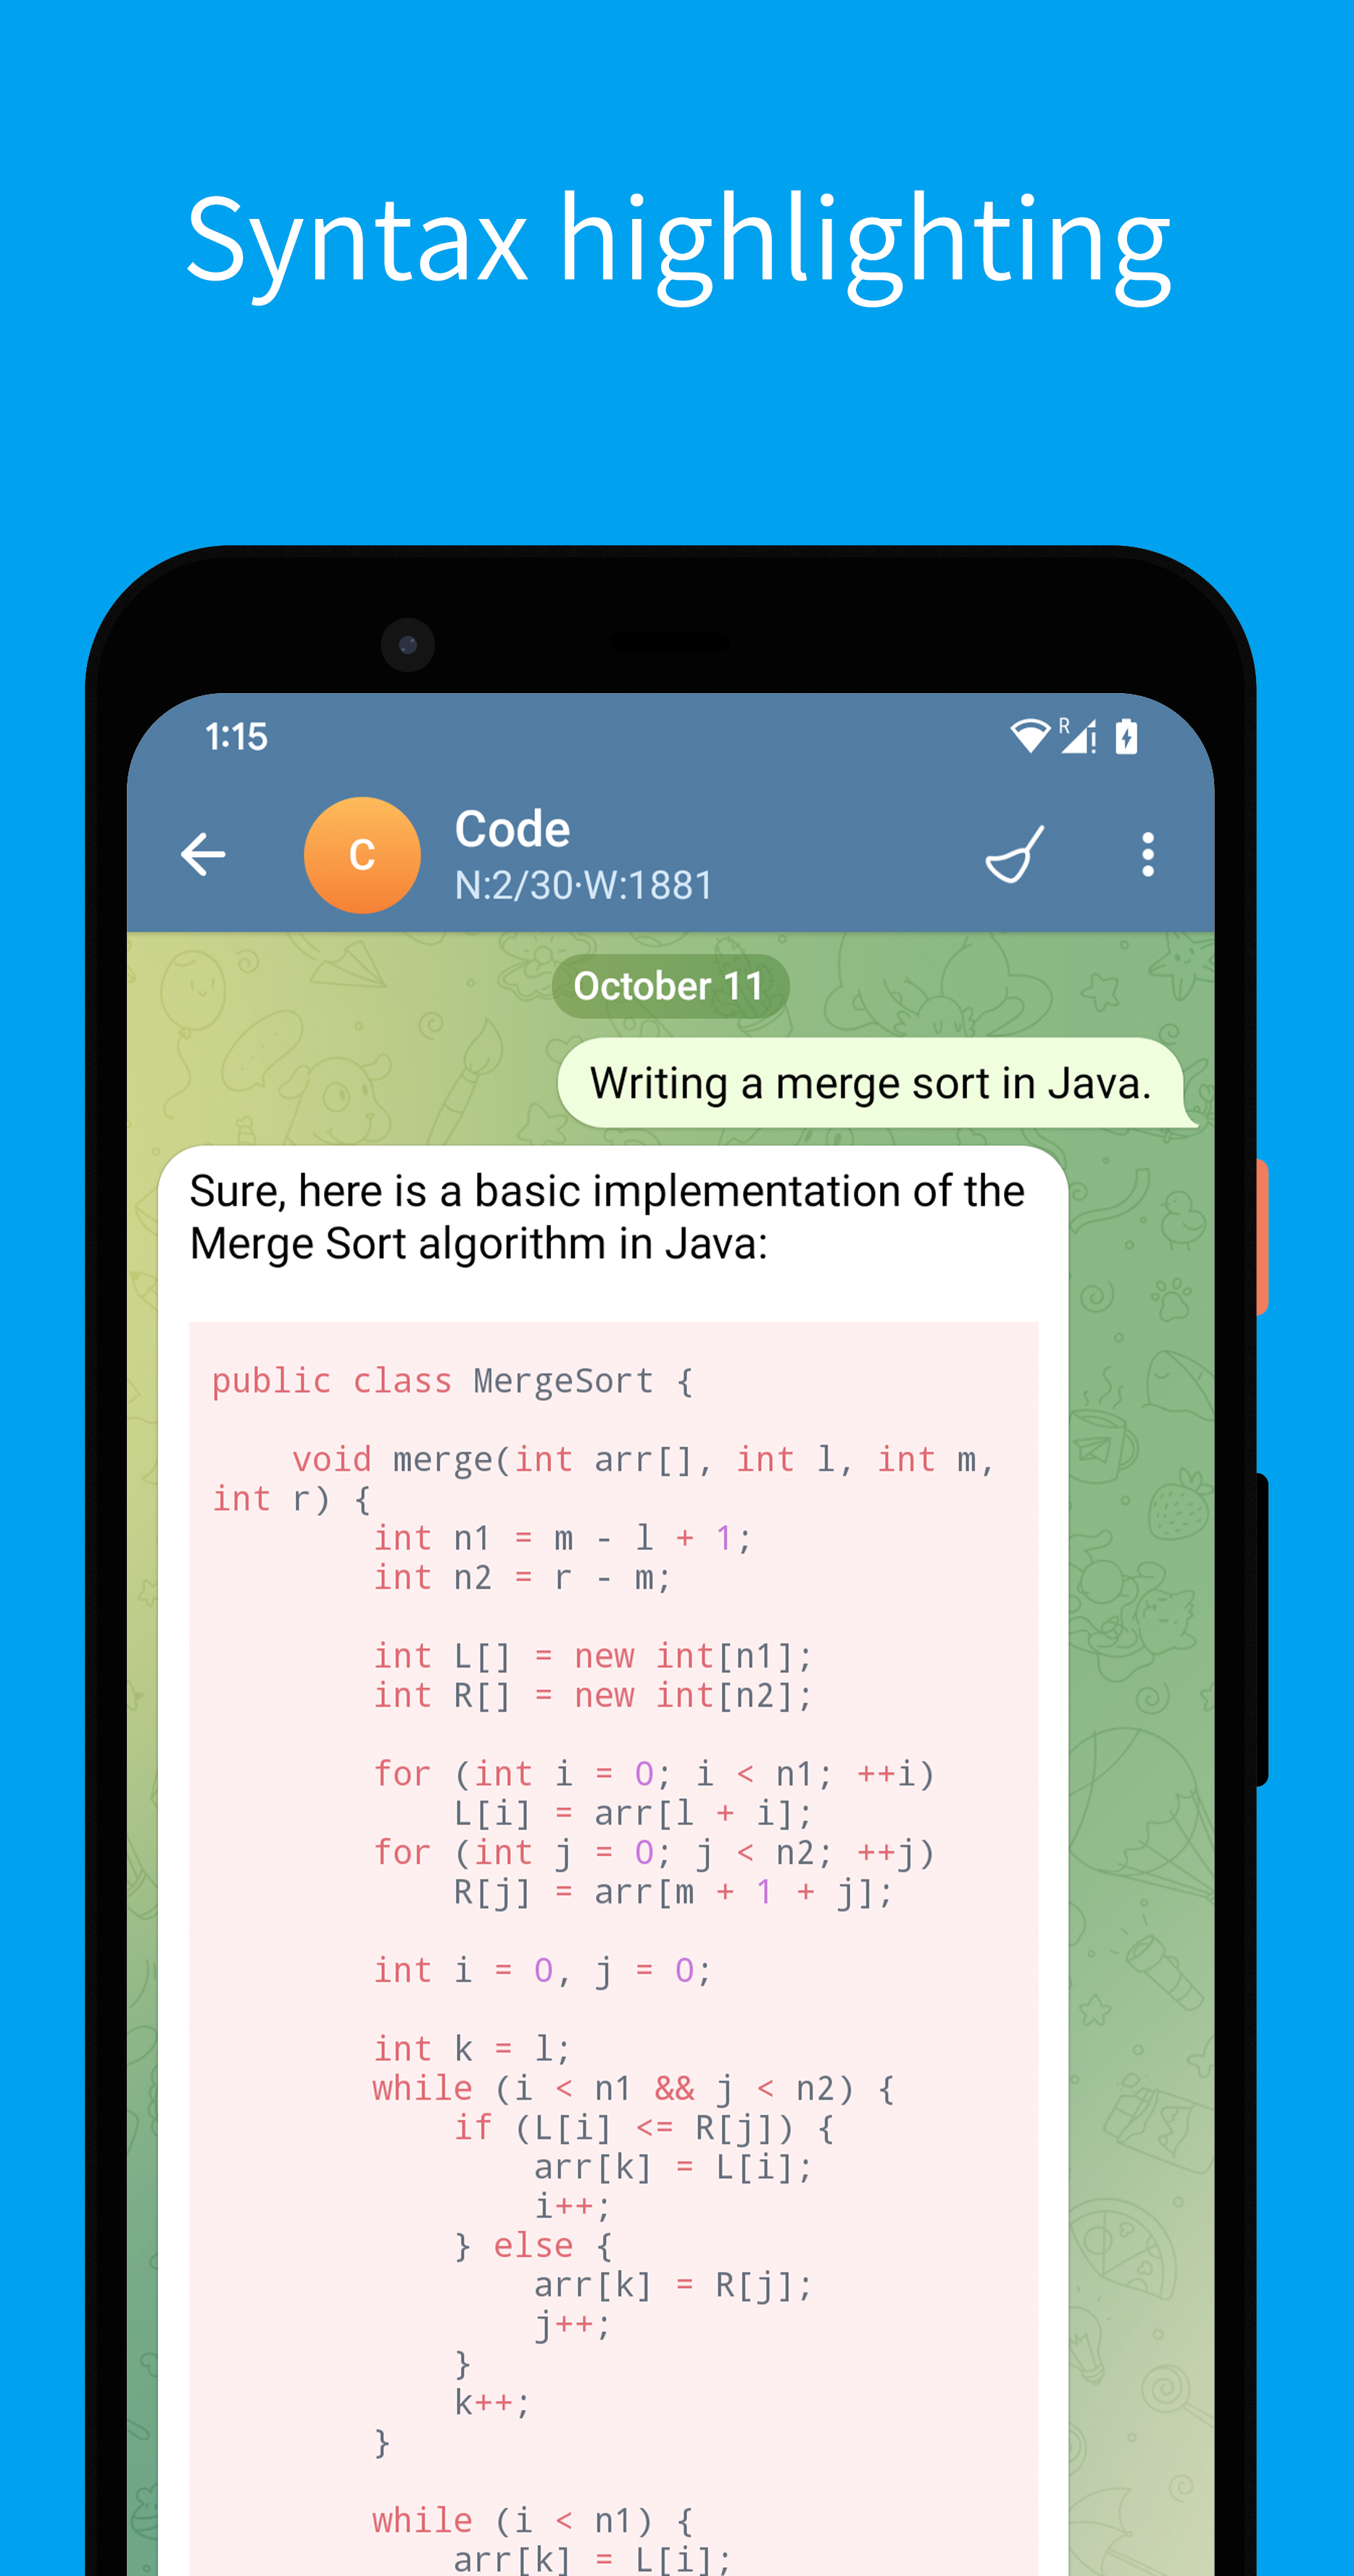 Syntax highlighting
1:15
R
C
Code
N:2/30·W:1881
October 11
Writing a merge sort in Java.
Sure, here is a basic implementation of the
Merge Sort algorithm in Java:
public class MergeSort {
    void merge(int arr[], int l, int m,
int r) {
        int n1 = m - l + 1;
        int n2 = r - m;
        int L[] = new int[n1];
        int R[] = new int[n2];
        for (int i = 0; i < n1; ++i)
            L[i] = arr[l + i];
        for (int j = 0; j < n2; ++j)
            R[j] = arr[m + 1 + j];
        int i = 0, j = 0;
        int k = l;
        while (i < n1 && j < n2) {
            if (L[i] <= R[j]) {
                arr[k] = L[i];
                i++;
            } else {
                arr[k] = R[j];
                j++;
            }
            k++;
        }
        while (i < n1) {
            arr[k] = L[i];